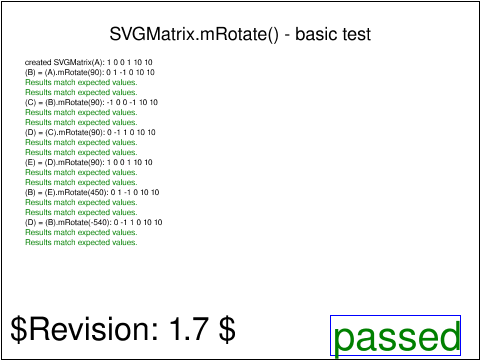 SVGMatrix.mRotate() - basic test
created SVGMatrix(A): 1 0 0 1 10 10
(B) = (A).mRotate(90): 0 1 -1 0 10 10
Results match expected values.
Results match expected values.
(C) = (B).mRotate(90): -1 0 0 -1 10 10
Results match expected values.
Results match expected values.
(D) = (C).mRotate(90): 0 -1 1 0 10 10
Results match expected values.
Results match expected values.
(E) = (D).mRotate(90): 1 0 0 1 10 10
Results match expected values.
Results match expected values.
(B) = (E).mRotate(450): 0 1 -1 0 10 10
Results match expected values.
Results match expected values.
(D) = (B).mRotate(-540): 0 -1 1 0 10 10
Results match expected values.
Results match expected values.
$Revision: 1.7 $
passed